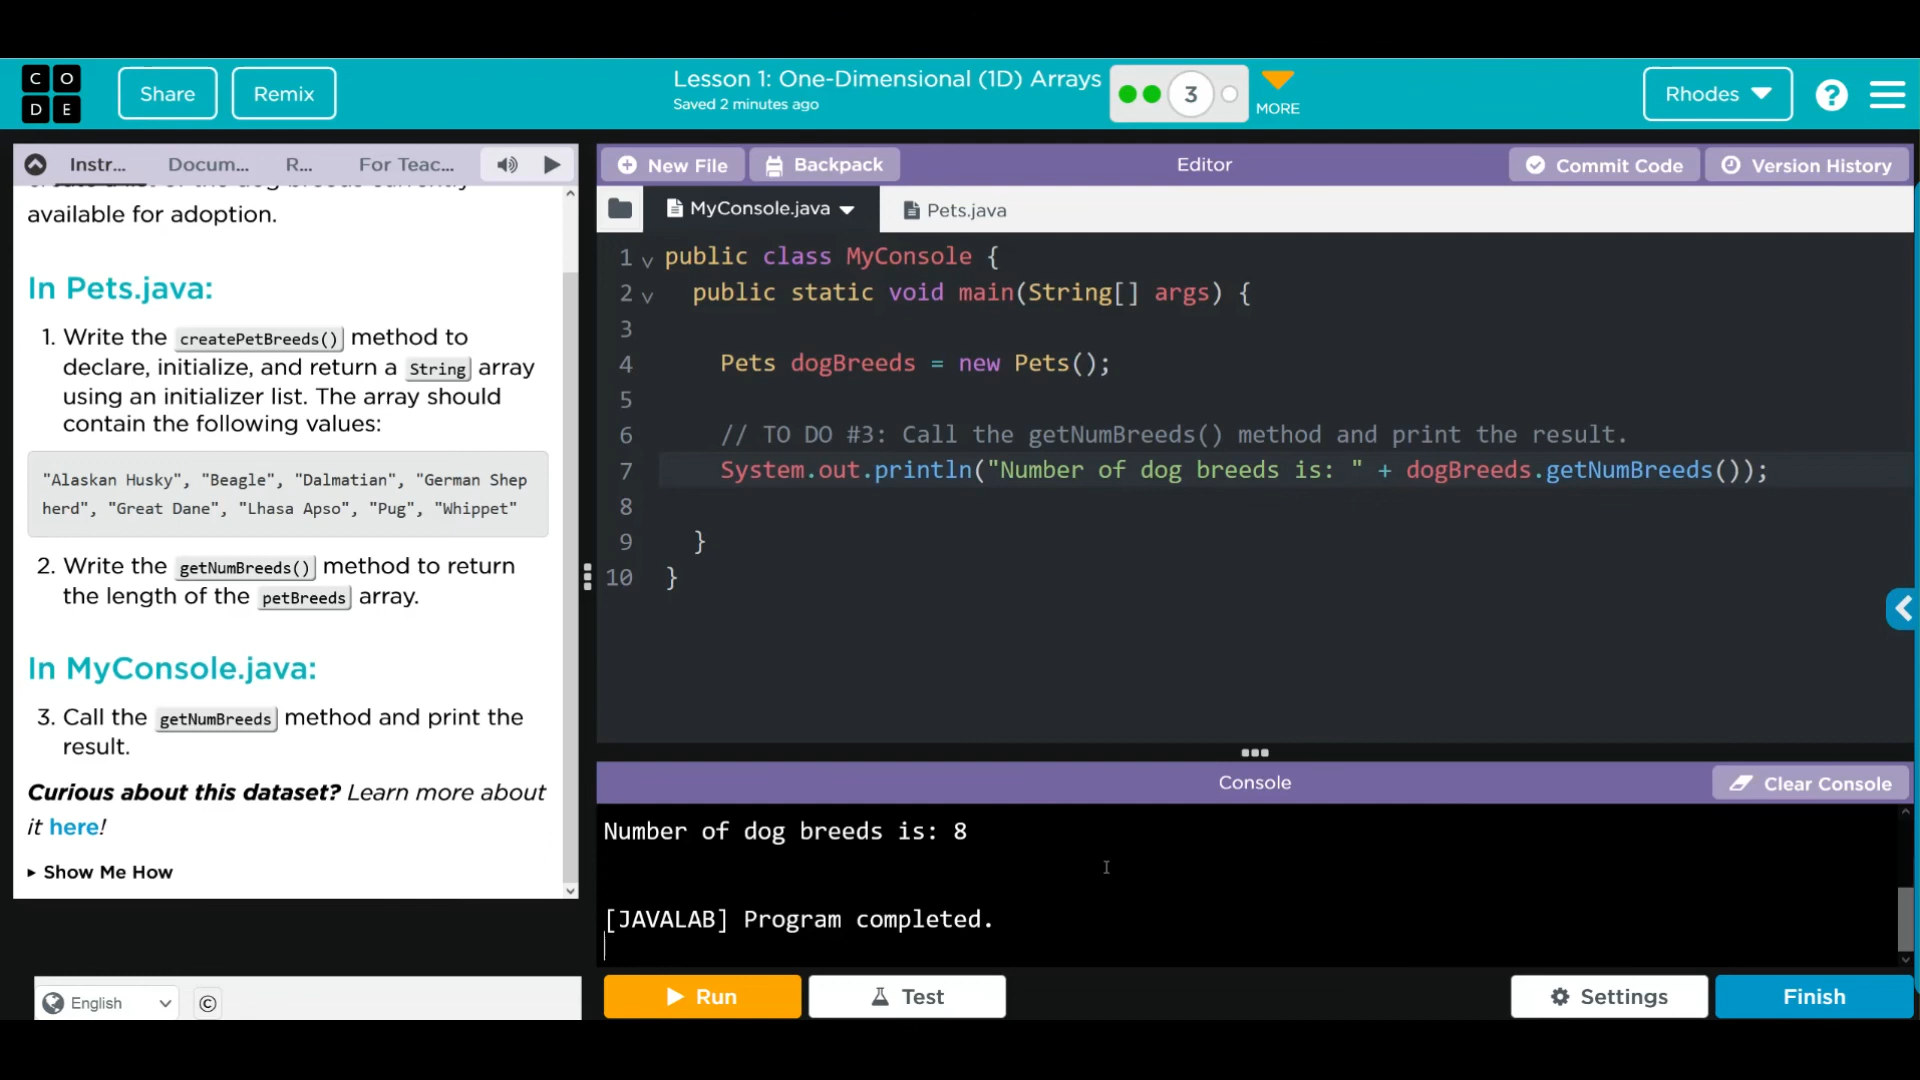 C O
D E
Share
Remix
Lesson 1: One-Dimensional (1D) Arrays
Saved 2 minutes ago
3
MORE
Rhodes
?
Instr...
Docum...
R...
For Teac...
create a list of the dog breeds currently
available for adoption.
In Pets.java:
1. Write the createPetBreeds() method to
declare, initialize, and return a String array
using an initializer list. The array should
contain the following values:
"Alaskan Husky", "Beagle", "Dalmatian", "German Shep
herd", "Great Dane", "Lhasa Apso", "Pug", "Whippet"
2. Write the getNumBreeds() method to return
the length of the petBreeds array.
In MyConsole.java:
3. Call the getNumBreeds method and print the
result.
Curious about this dataset? Learn more about
it here!
Show Me How
English
©
New File
Backpack
Editor
Commit Code
Version History
MyConsole.java
Pets.java
1 public class MyConsole {
2 public static void main(String[] args) {
3
4 Pets dogBreeds = new Pets();
5
6 // TO DO #3: Call the getNumBreeds() method and print the result.
7 System.out.println("Number of dog breeds is: " + dogBreeds.getNumBreeds());
8
9 }
10 }
Console
Clear Console
Number of dog breeds is: 8
[JAVALAB] Program completed.
Run
Test
Settings
Finish